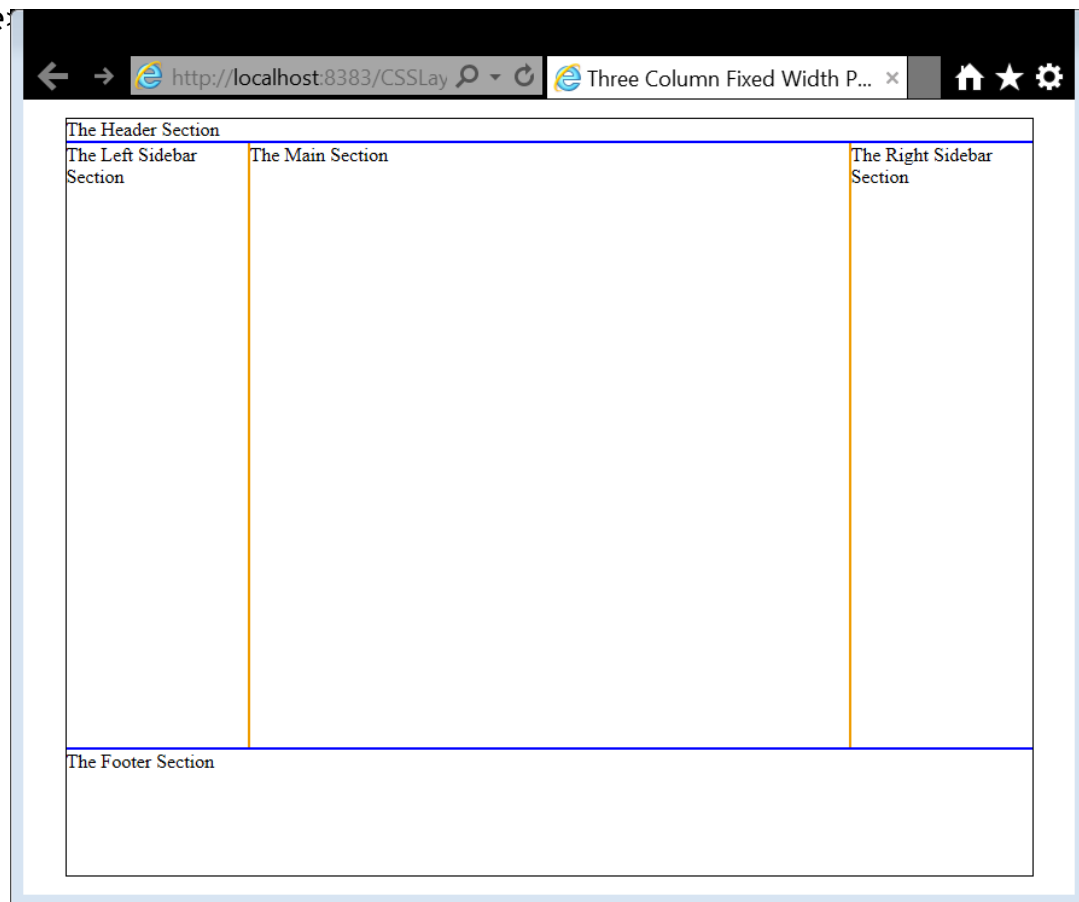 http://localhost:8383/CSSLay
Three Column Fixed Width P...
The Header Section
The Left Sidebar
Section
The Main Section
The Right Sidebar
Section
The Footer Section